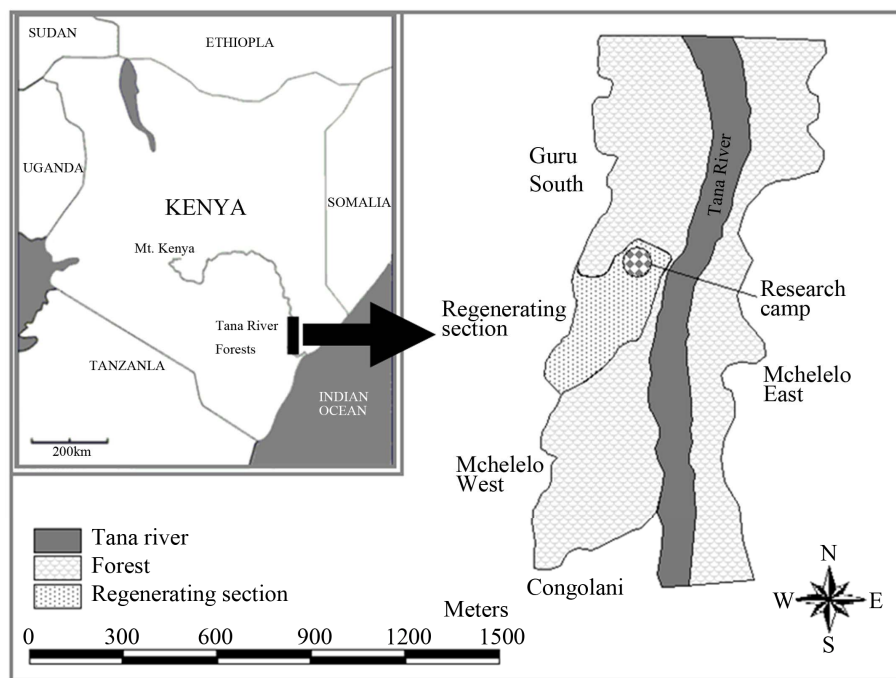 SUDAN
ETHIOPLA
UGANDA
KENYA
SOMALIA
Mt. Kenya
Tana River
Forests
TANZANLA
INDIAN
OCEAN
200km
Guru
South
Tana River
Regenerating
section
Research
camp
Mchelelo
East
Mchelelo
West
Congolani
Tana river
Forest
Regenerating section
Meters
0 300 600 900 1200 1500
N
W E
S